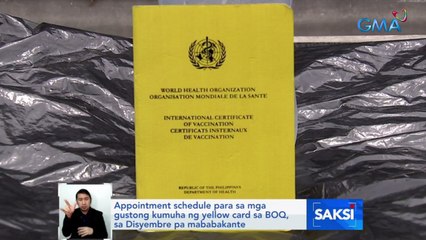 GMA
WORLD HEALTH ORGANIZATION
ORGANISATION MONDIALE DE LA SANTE
INTERNATIONAL CERTIFICATE
OF VACCINATION
CERTIFICATS INSTERNAUX
DE VACCINATION
REPUBLIC OF THE PHILIPPINES
DEPARTMENT OF HEALTH
Appointment schedule para sa mga
gustong kumuha ng yellow card sa BOQ,
sa Disyembre pa mababakante
SAKSI